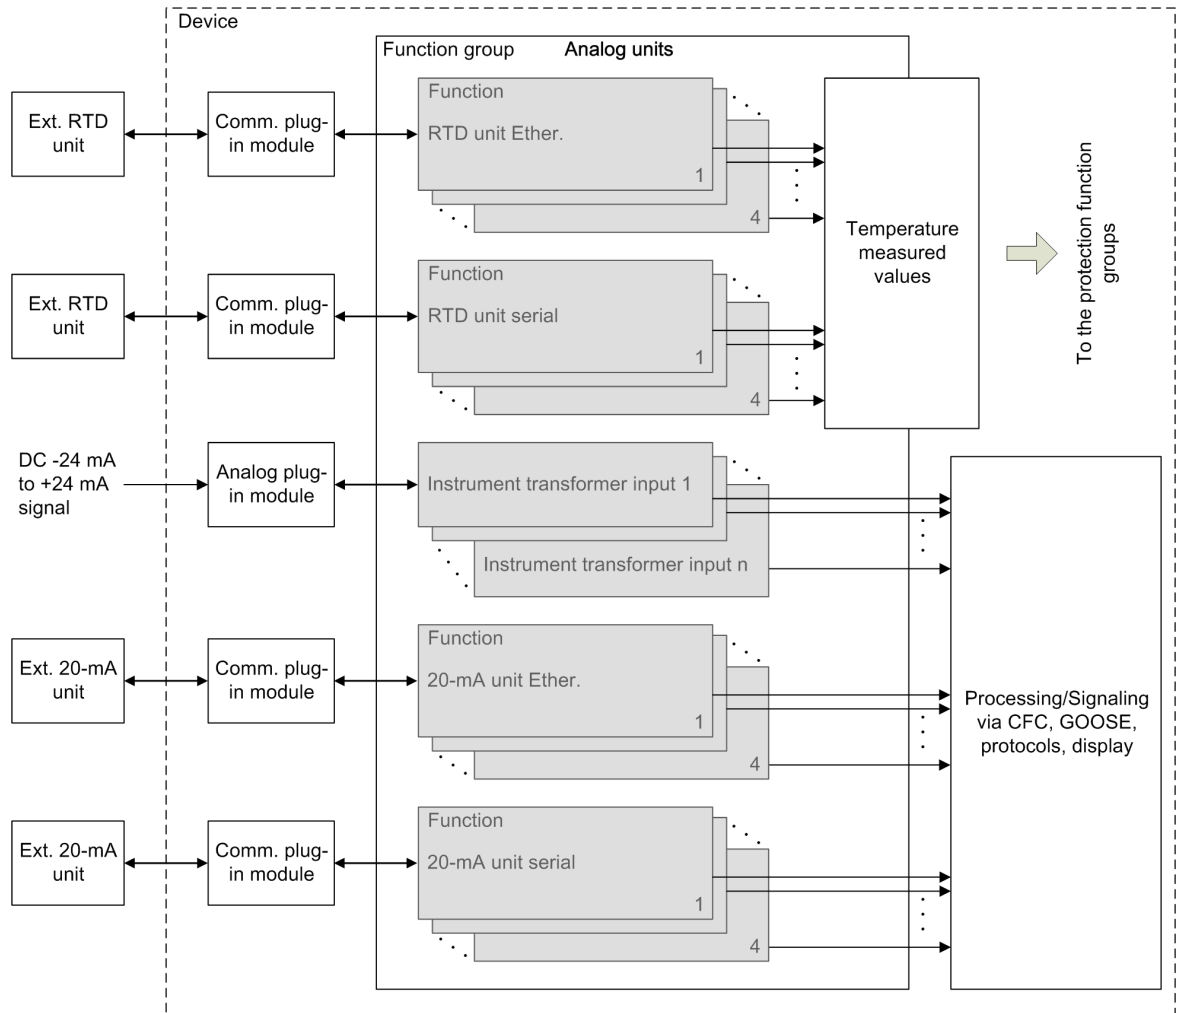 Device
Function group
Analog units
Ext. RTD
unit
Comm. plug-
in module
Function
RTD unit Ether.
1
4
Ext. RTD
unit
Comm. plug-
in module
Function
RTD unit serial
1
4
Temperature
measured
values
To the protection function
groups
DC -24 mA
to +24 mA
signal
Analog plug-
in module
Instrument transformer input 1
Instrument transformer input n
Ext. 20-mA
unit
Comm. plug-
in module
Function
20-mA unit Ether.
1
4
Ext. 20-mA
unit
Comm. plug-
in module
Function
20-mA unit serial
1
4
Processing/Signaling
via CFC, GOOSE,
protocols, display